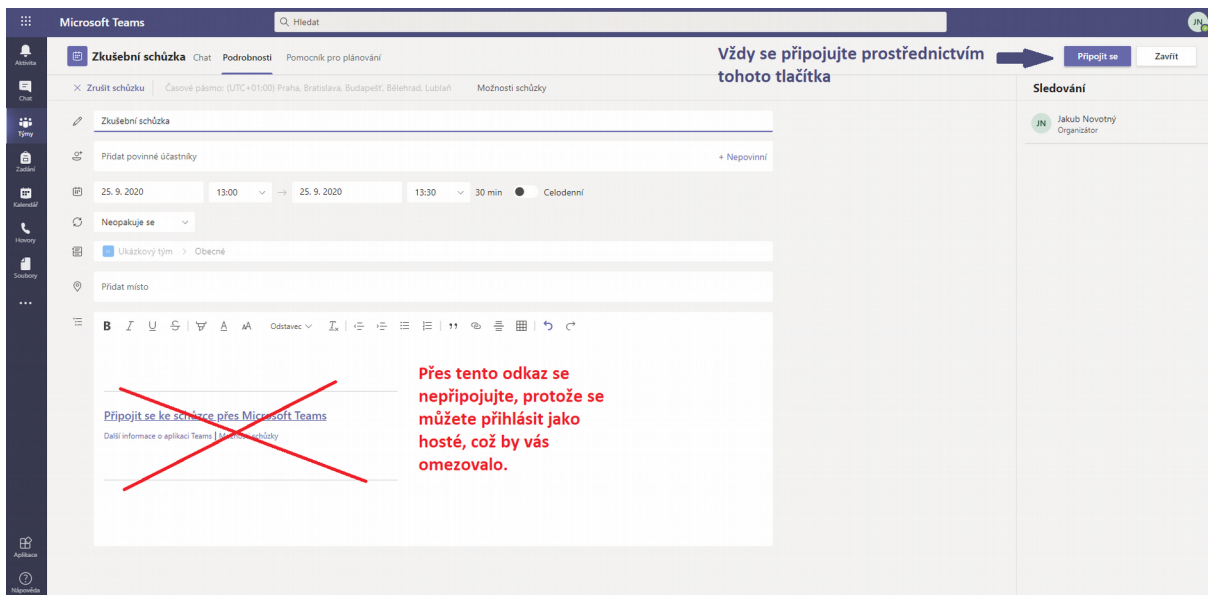 Microsoft Teams
Hledat
JN
Aktivita
Chat
Týmy
Zadání
Kalendář
Hovory
Soubory
Aplikace
Nápověda
Zkušební schůzka Chat Podrobnosti Pomocník pro plánování
Vždy se připojujte prostřednictvím
tohoto tlačítka
Připojit se Zavřít
Zrušit schůzku Časové pásmo: (UTC+01:00) Praha, Bratislava, Budapešť, Bělehrad, Lublaň Možnosti schůzky
Zkušební schůzka
Přidat povinné účastníky + Nepovinní
25. 9. 2020 13:00 → 25. 9. 2020 13:30 30 min Celodenní
Neopakuje se
Ukázkový tým > Obecné
Přidat místo
B I U S A AA Odstavec
Připojit se ke schůzce přes Microsoft Teams
Další informace o aplikaci Teams | Možnosti schůzky
Přes tento odkaz se
nepřipojujte, protože se
můžete přihlásit jako
hosté, což by vás
omezovalo.
Sledování
JN Jakub Novotný
Organizátor